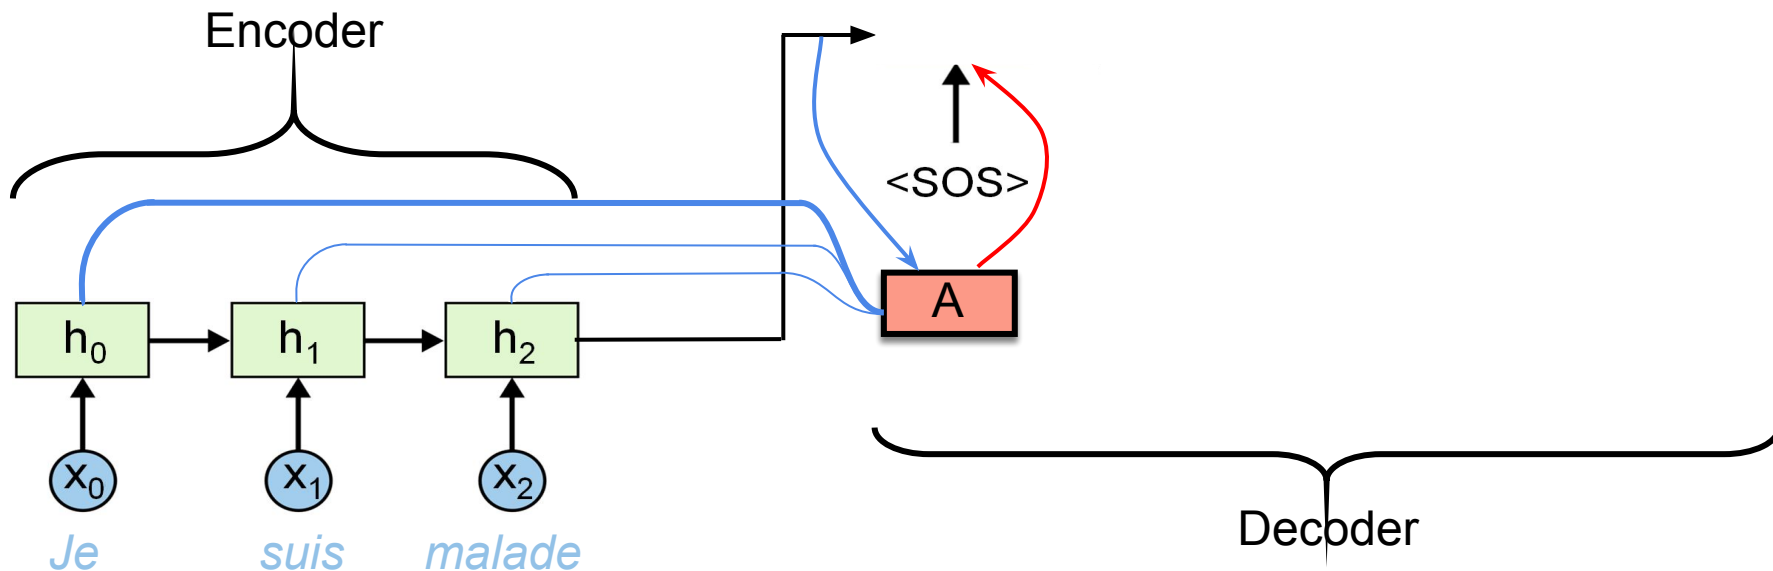 Encoder
<SOS>
A
h₀ h₁ h₂
x₀ x₁ x₂
Je suis malade
Decoder